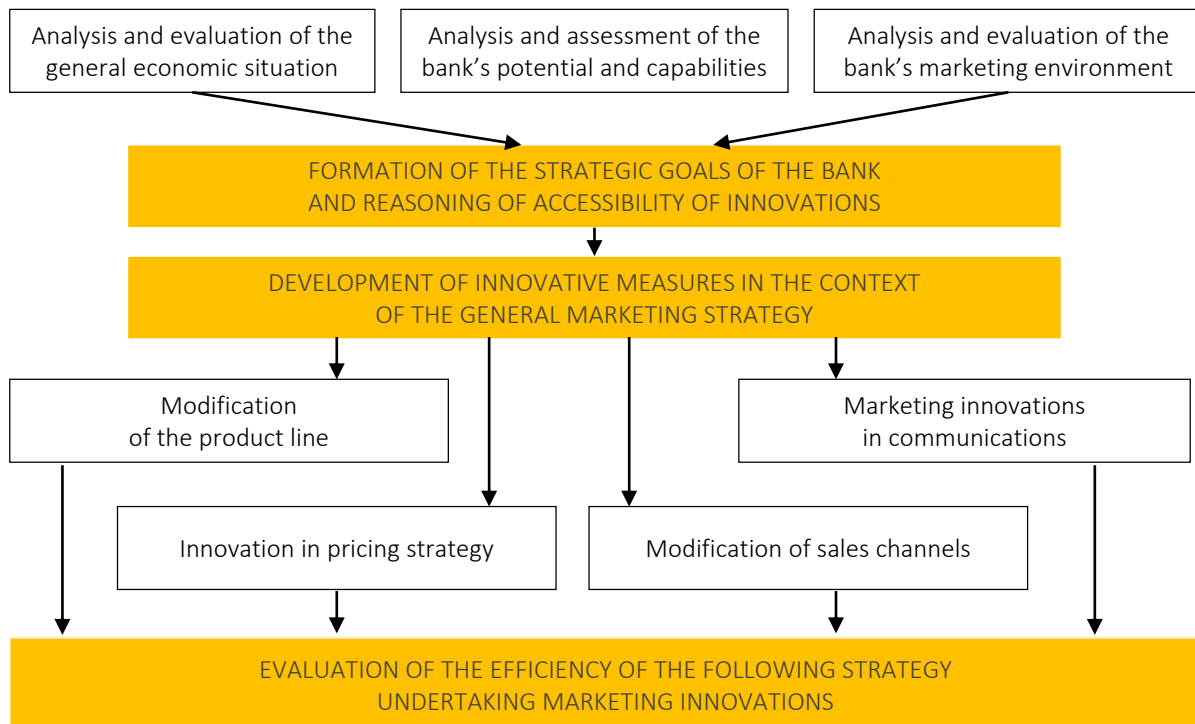 Analysis and evaluation of the
general economic situation
Analysis and assessment of the
bank’s potential and capabilities
Analysis and evaluation of the
bank’s marketing environment
FORMATION OF THE STRATEGIC GOALS OF THE BANK
AND REASONING OF ACCESSIBILITY OF INNOVATIONS
DEVELOPMENT OF INNOVATIVE MEASURES IN THE CONTEXT
OF THE GENERAL MARKETING STRATEGY
Modification
of the product line
Marketing innovations
in communications
Innovation in pricing strategy
Modification of sales channels
EVALUATION OF THE EFFICIENCY OF THE FOLLOWING STRATEGY
UNDERTAKING MARKETING INNOVATIONS